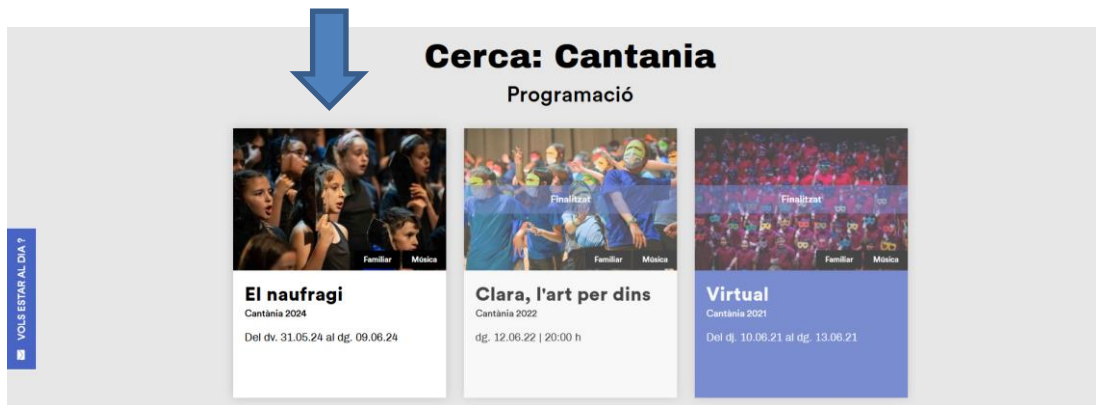 Cerca: Cantania
Programació
VOLS ESTAR AL DIA?
Familiar Música
El naufragi
Cantània 2024
Del dv. 31.05.24 al dg. 09.06.24
Finalitzat
Familiar Música
Clara, l'art per dins
Cantània 2022
dg. 12.06.22 | 20:00 h
Finalitzat
Familiar Música
Virtual
Cantània 2021
Del dj. 10.06.21 al dg. 13.06.21